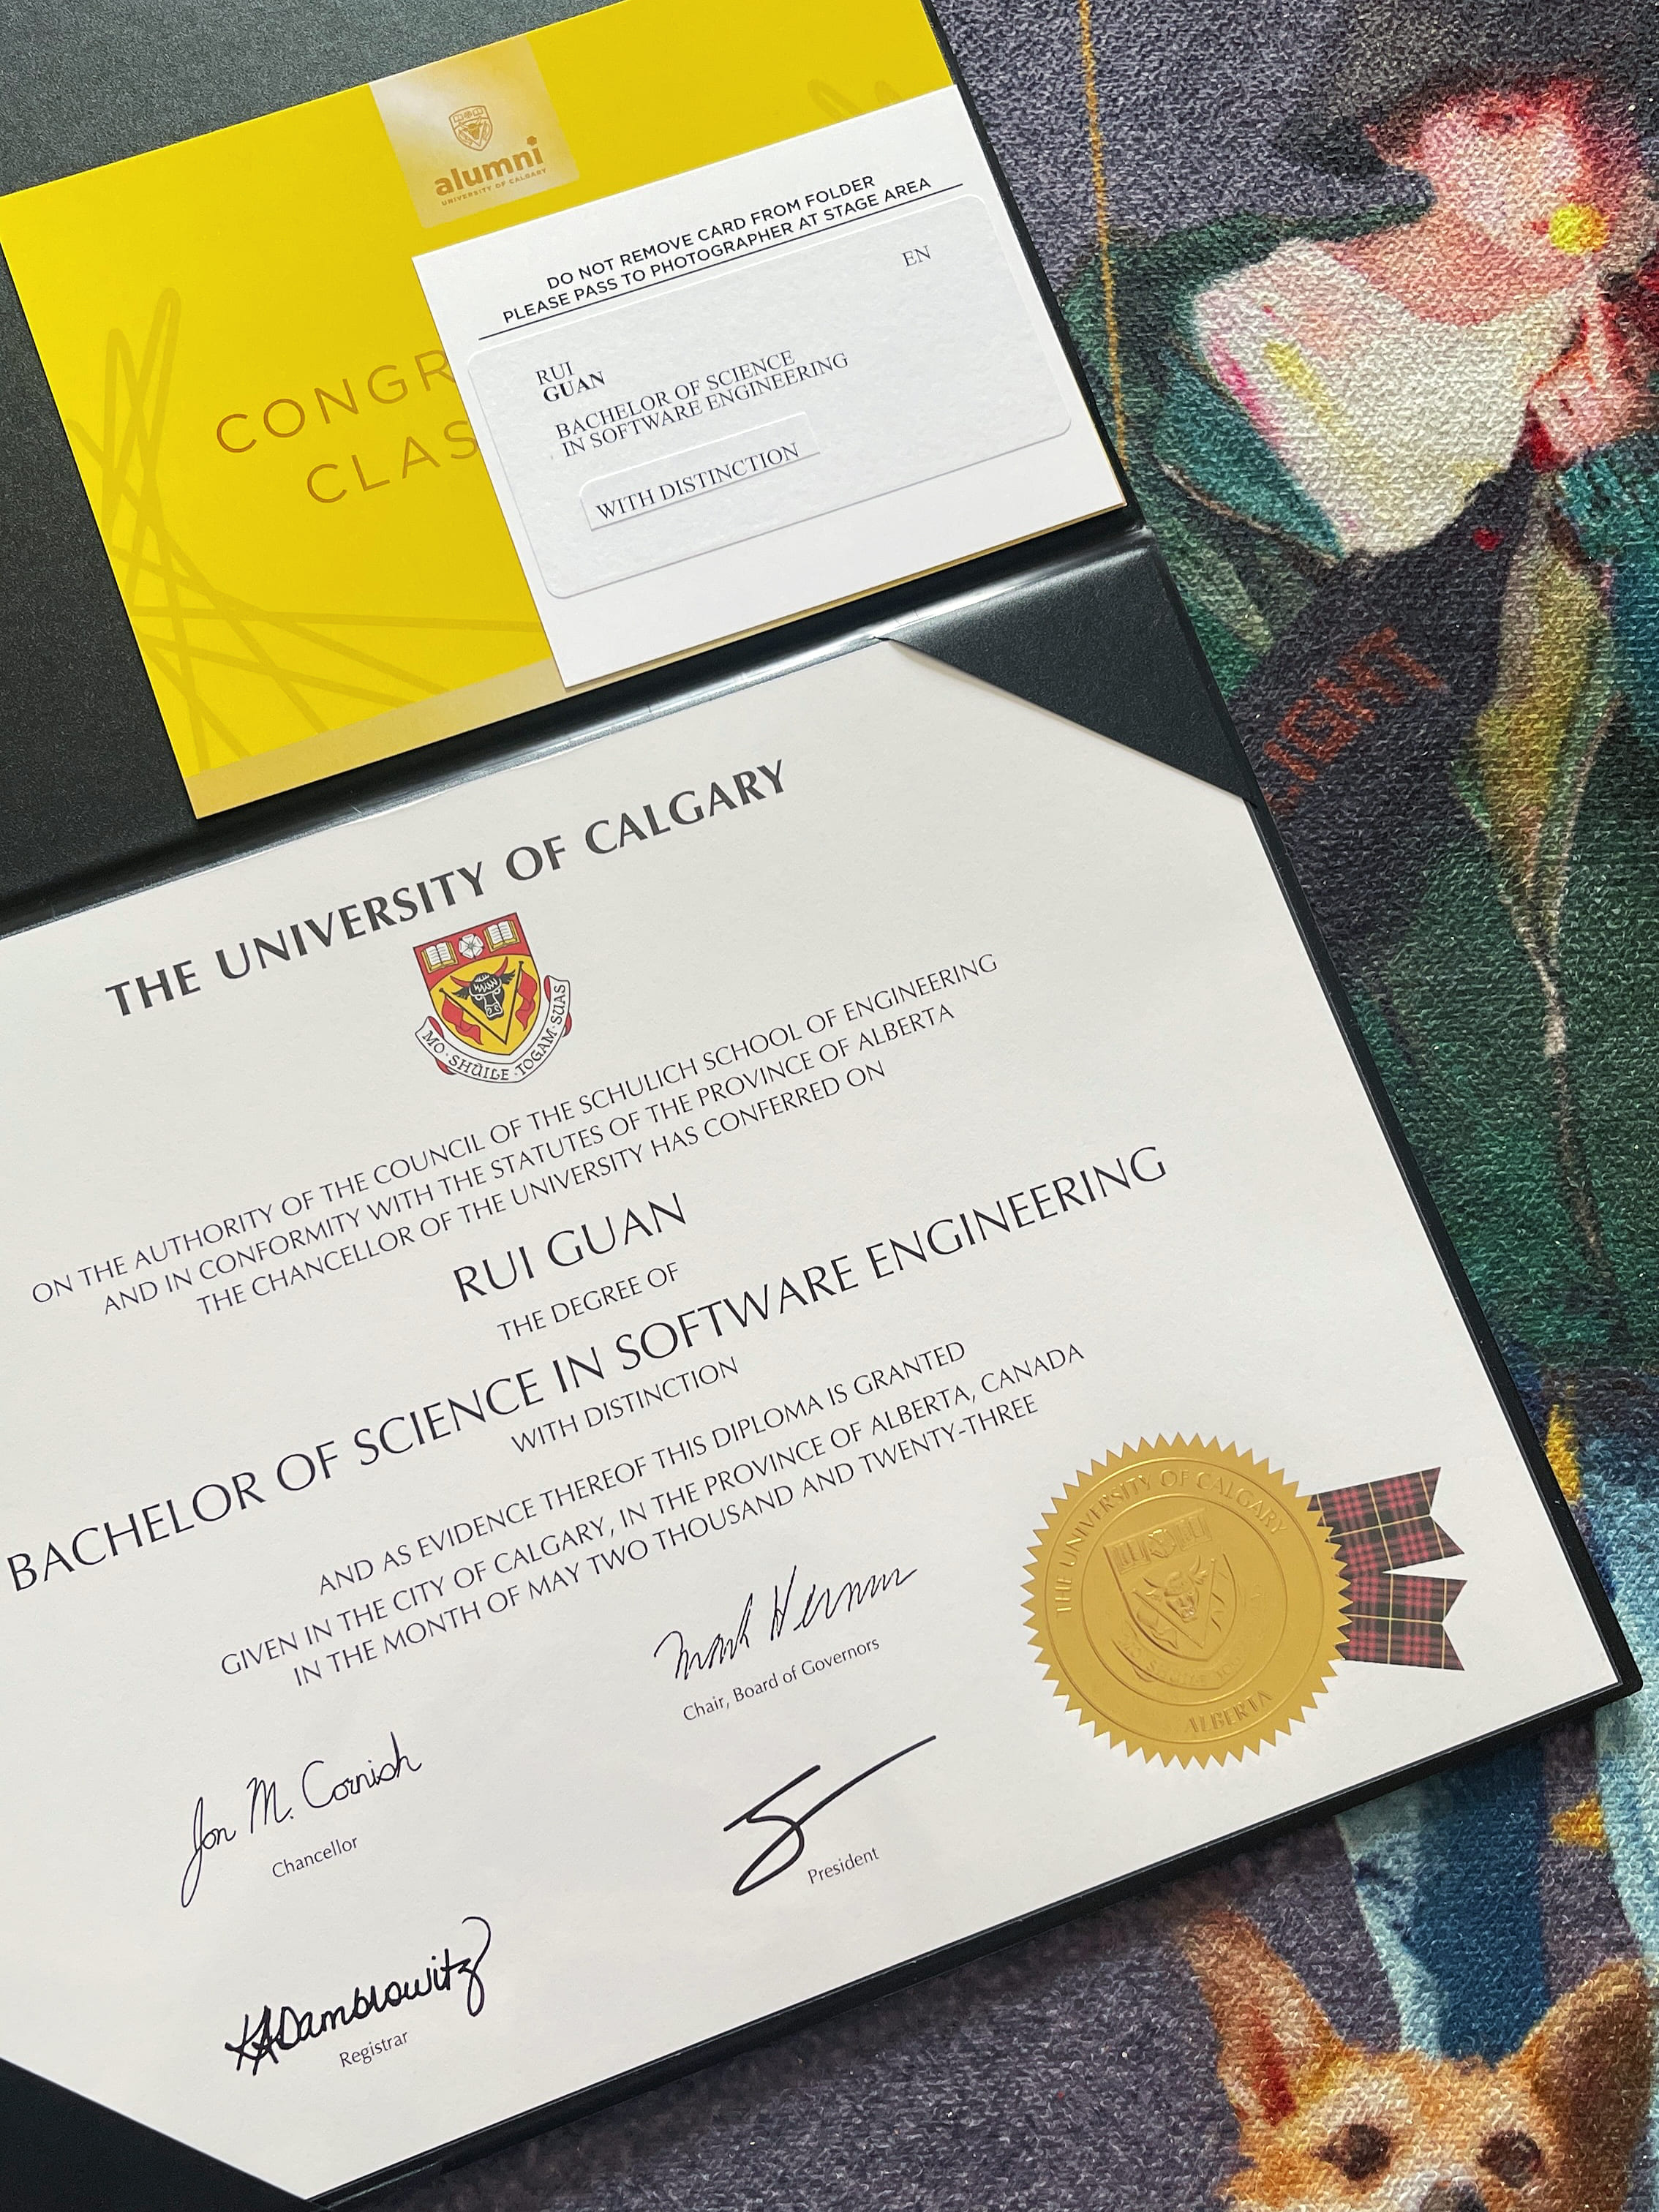 alumni
UNIVERSITY OF CALGARY
DO NOT REMOVE CARD FROM FOLDER
PLEASE PASS TO PHOTOGRAPHER AT STAGE AREA
EN
RUI
GUAN
BACHELOR OF SCIENCE
IN SOFTWARE ENGINEERING
WITH DISTINCTION
CONGR
CLAS
THE UNIVERSITY OF CALGARY
MO · SHÙILE · TOGAM · SUAS
ON THE AUTHORITY OF THE COUNCIL OF THE SCHULICH SCHOOL OF ENGINEERING
AND IN CONFORMITY WITH THE STATUTES OF THE PROVINCE OF ALBERTA
THE CHANCELLOR OF THE UNIVERSITY HAS CONFERRED ON
RUI GUAN
THE DEGREE OF
BACHELOR OF SCIENCE IN SOFTWARE ENGINEERING
WITH DISTINCTION
AND AS EVIDENCE THEREOF THIS DIPLOMA IS GRANTED
GIVEN IN THE CITY OF CALGARY, IN THE PROVINCE OF ALBERTA, CANADA
IN THE MONTH OF MAY TWO THOUSAND AND TWENTY-THREE
Jon M. Cornish
Chancellor
Mark Herman
Chair, Board of Governors
President
KADambrowitz
Registrar
THE UNIVERSITY OF CALGARY
ALBERTA